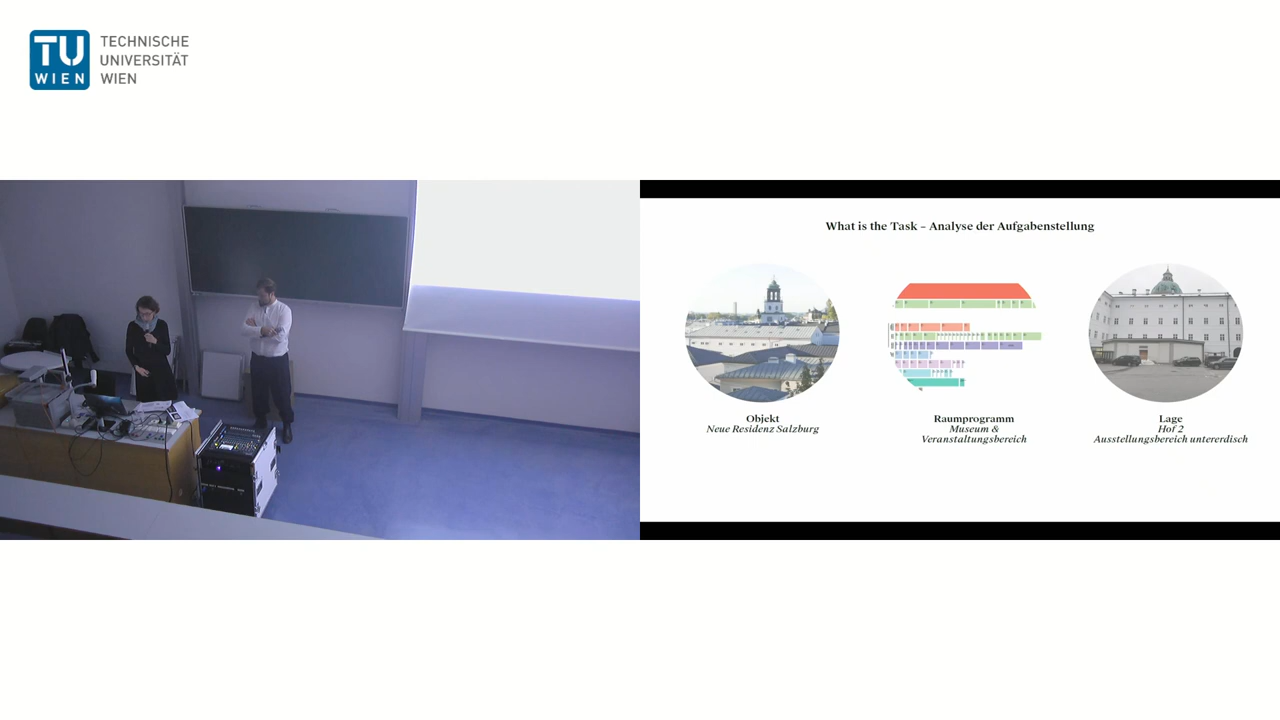 TU
WIEN
TECHNISCHE
UNIVERSITÄT
WIEN
What is the Task – Analyse der Aufgabenstellung
Objekt
Neue Residenz Salzburg
Raumprogramm
Museum &
Veranstaltungsbereich
Lage
Hof 2
Ausstellungsbereich untererdisch